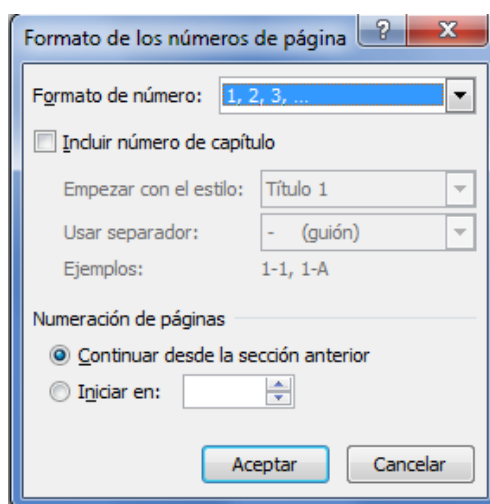 Formato de los números de página ? X
Formato de número: 1, 2, 3, ...
Incluir número de capítulo
Empezar con el estilo: Título 1
Usar separador: - (guión)
Ejemplos: 1-1, 1-A
Numeración de páginas
Continuar desde la sección anterior
Iniciar en:
Aceptar Cancelar